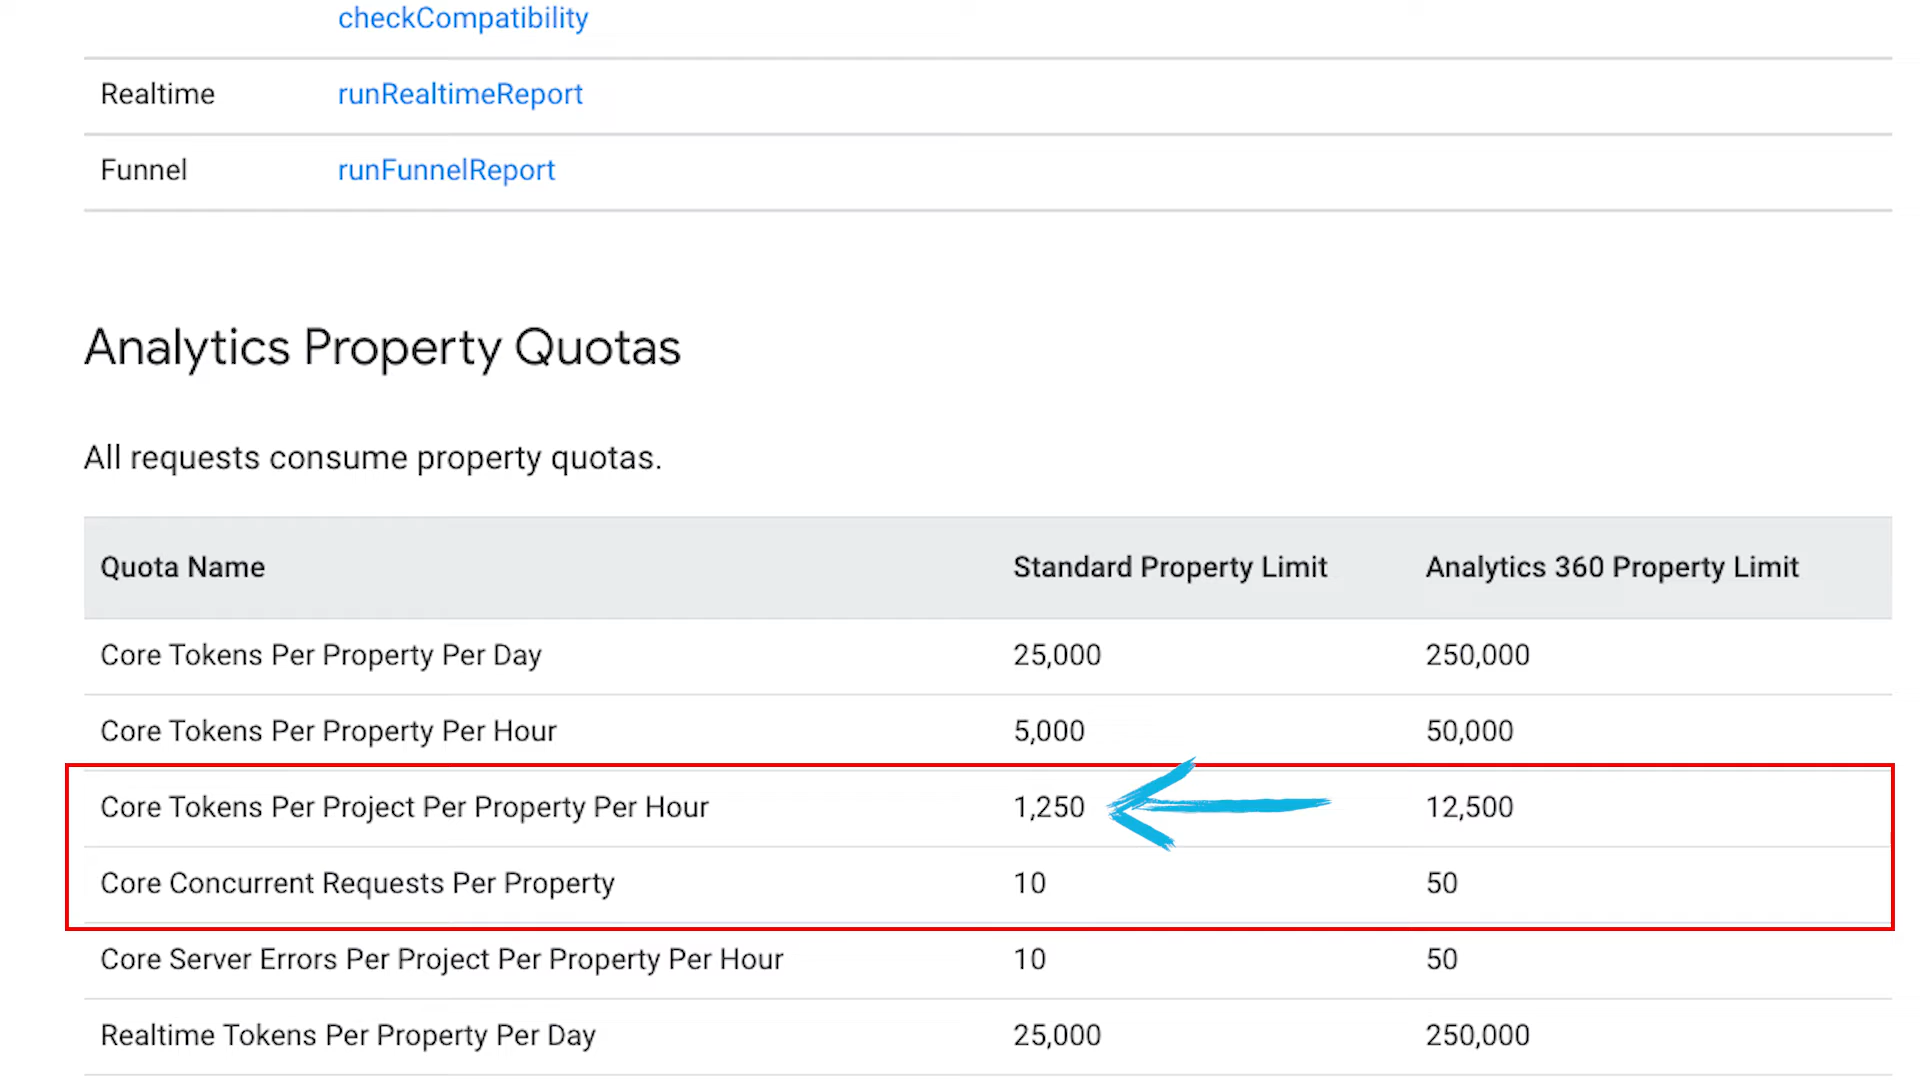 checkCompatibility
Realtime runRealtimeReport
Funnel runFunnelReport
Analytics Property Quotas
All requests consume property quotas.
Quota Name Standard Property Limit Analytics 360 Property Limit
Core Tokens Per Property Per Day 25,000 250,000
Core Tokens Per Property Per Hour 5,000 50,000
Core Tokens Per Project Per Property Per Hour 1,250 12,500
Core Concurrent Requests Per Property 10 50
Core Server Errors Per Project Per Property Per Hour 10 50
Realtime Tokens Per Property Per Day 25,000 250,000